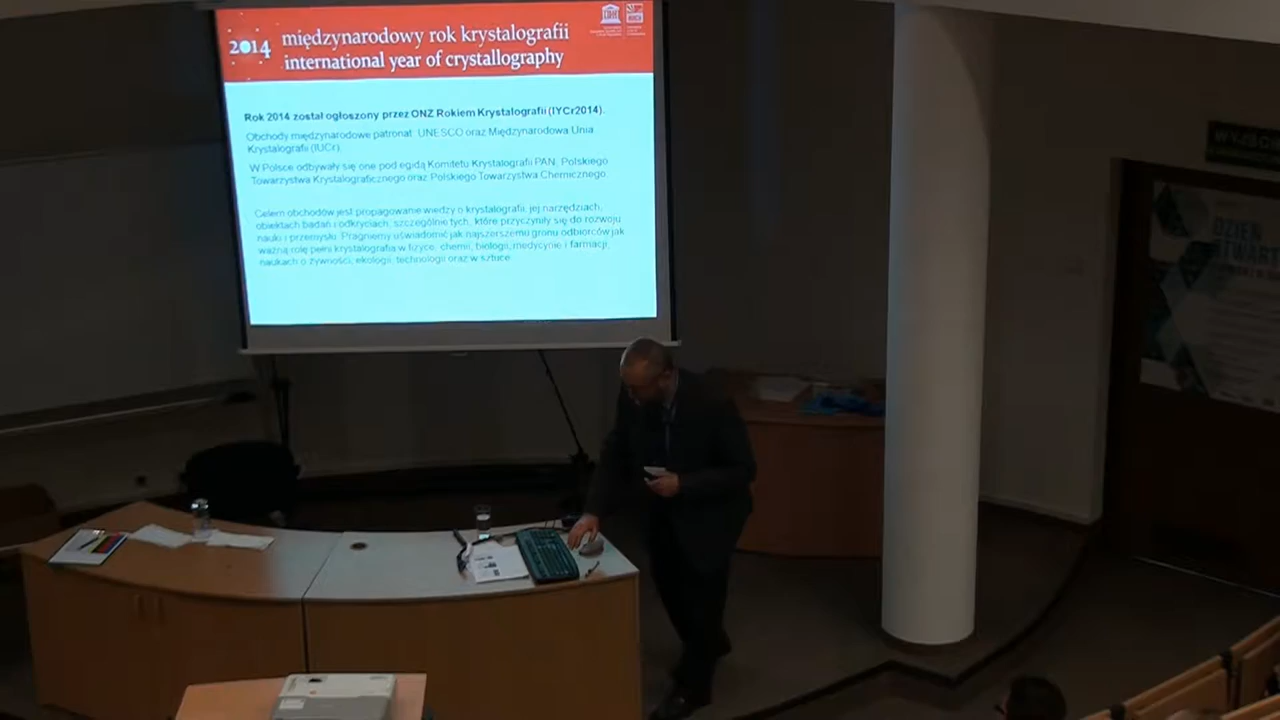 2014 międzynarodowy rok krystalografii
international year of crystallography
Rok 2014 został ogłoszony przez ONZ Rokiem Krystalografii (IYCr2014).
Obchody międzynarodowe patronat: UNESCO oraz Międzynarodowa Unia
Krystalografii (IUCr).
W Polsce odbywały się one pod egidą Komitetu Krystalografii PAN, Polskiego
Towarzystwa Krystalograficznego oraz Polskiego Towarzystwa Chemicznego.
Celem obchodów jest propagowanie wiedzy o krystalografii, jej narzędziach,
obiektach badań i odkryciach, szczególnie tych, które przyczyniły się do rozwoju
nauki i przemysłu. Pragniemy uświadomić jak najszerszemu gronu odbiorców jak
ważną rolę pełni krystalografia w fizyce, chemii, biologii, medycynie i farmacji,
naukach o żywności, ekologii, technologii oraz w sztuce.
WYJŚCIE
DZIEŃ
OTWART